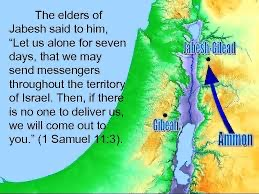 The elders of
Jabesh said to him,
“Let us alone for seven
days, that we may
send messengers
throughout the territory
of Israel. Then, if there
is no one to deliver us,
we will come out to
you.” (1 Samuel 11:3).
Jabesh-Gilead
Gibeah
Ammon